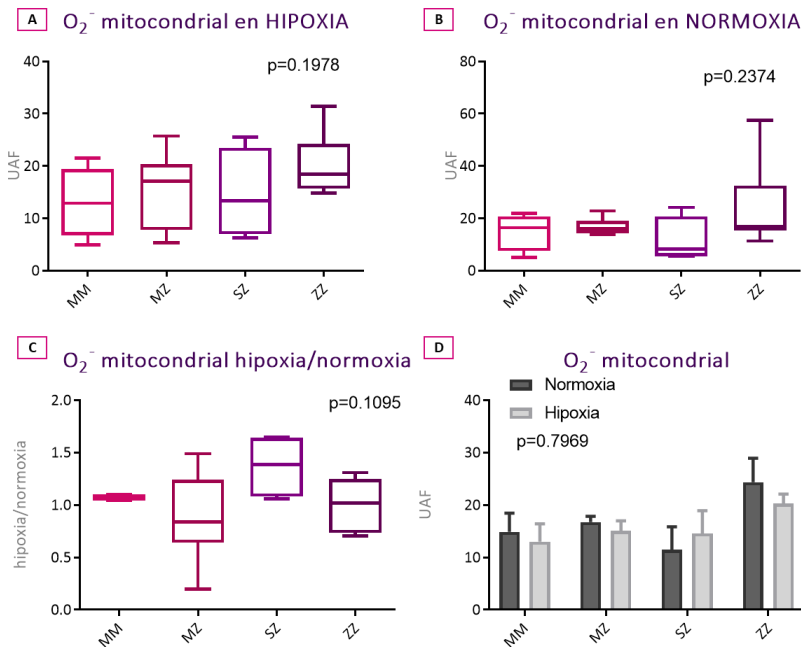 A
O₂⁻ mitocondrial en HIPOXIA
p=0.1978
40
30
20
10
0
UAF
MM
MZ
SZ
ZZ
B
O₂⁻ mitocondrial en NORMOXIA
p=0.2374
80
60
40
20
0
UAF
MM
MZ
SZ
ZZ
C
O₂⁻ mitocondrial hipoxia/normoxia
p=0.1095
2.0
1.5
1.0
0.5
0.0
hipoxia/normoxia
MM
MZ
SZ
ZZ
D
O₂⁻ mitocondrial
Normoxia
Hipoxia
p=0.7969
40
30
20
10
0
UAF
MM
MZ
SZ
ZZ